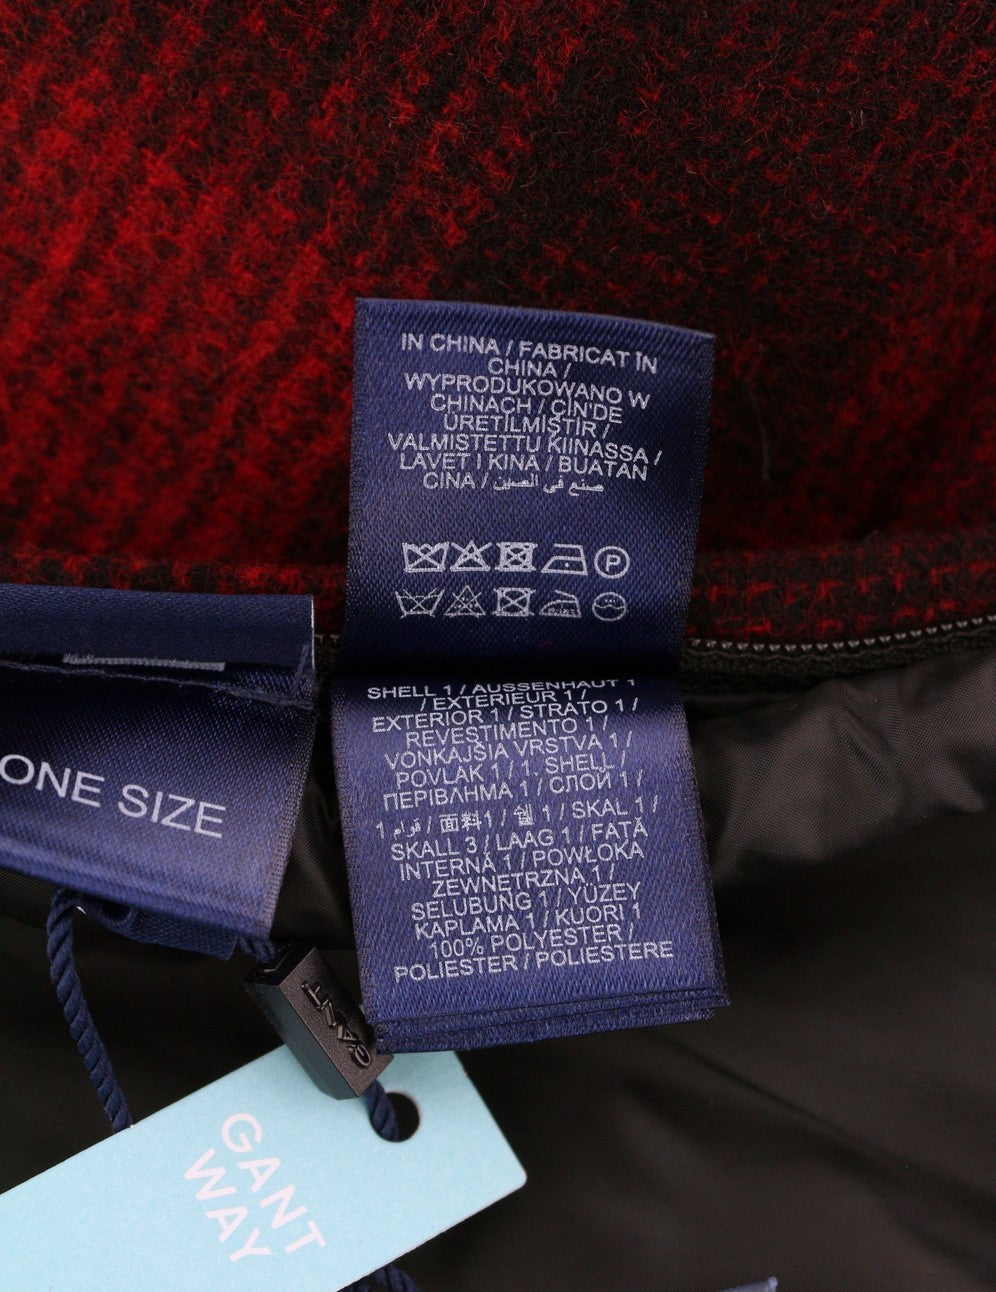 IN CHINA / FABRICAT ÎN
CHINA /
WYPRODUKOWANO W
CHINACH / ÇİN'DE
ÜRETİLMİŞTİR /
VALMISTETTU KIINASSA /
LAVET I KINA / BUATAN
CINA / صنع في الصين
P
ONE SIZE
SHELL 1 / AUSSENHAUT 1
/ EXTERIEUR 1 /
EXTERIOR 1 / STRATO 1 /
REVESTIMENTO 1 /
VONKAJŠIA VRSTVA 1 /
POVLAK 1 / 1. SHELL /
ΠΕΡΙΒΛΗΜΑ 1 / СЛОЙ 1 /
قوام 1 / 面料1 / 쉘 1 / SKAL 1 /
SKALL 3 / LAAG 1 / FATĂ
INTERNĂ 1 / POWŁOKA
ZEWNĘTRZNA 1 /
SELUBUNG 1 / YÜZEY
KAPLAMA 1 / KUORI 1
100% POLYESTER /
POLIESTER / POLIESTERE
GANT
GANT
WAY